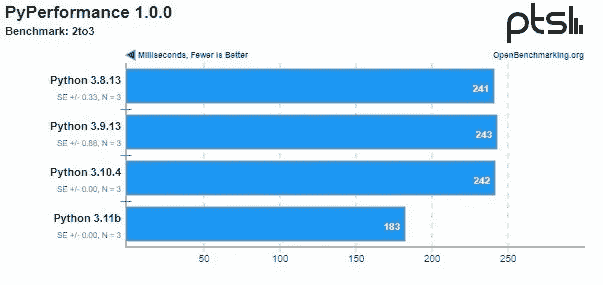 PyPerformance 1.0.0
Benchmark: 2to3
ptsl
Milliseconds, Fewer is Better
OpenBenchmarking.org
Python 3.8.13
SE +/- 0.33, N = 3
241
Python 3.9.13
SE +/- 0.88, N = 3
243
Python 3.10.4
SE +/- 0.00, N = 3
242
Python 3.11b
SE +/- 0.00, N = 3
183
50 100 150 200 250